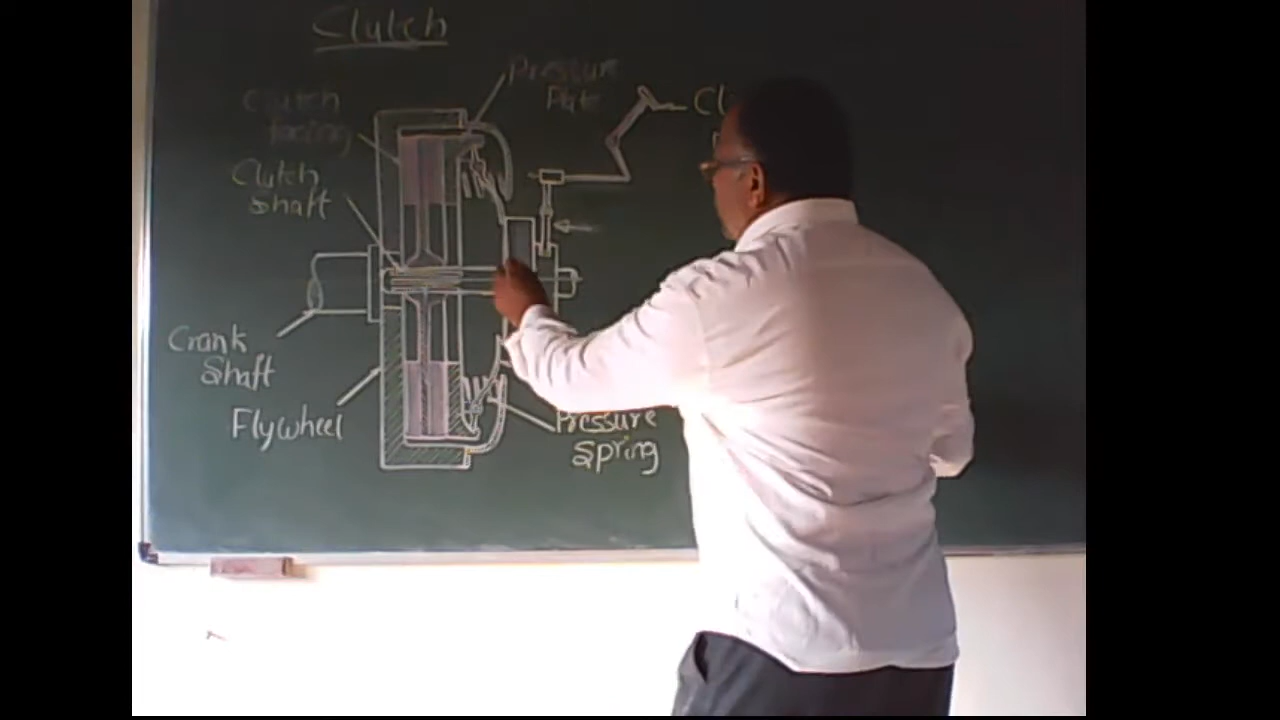 Clutch
Pressure
Plate
Clutch
facing
Clutch
Shaft
Crank
Shaft
Flywheel
Pressure
Spring